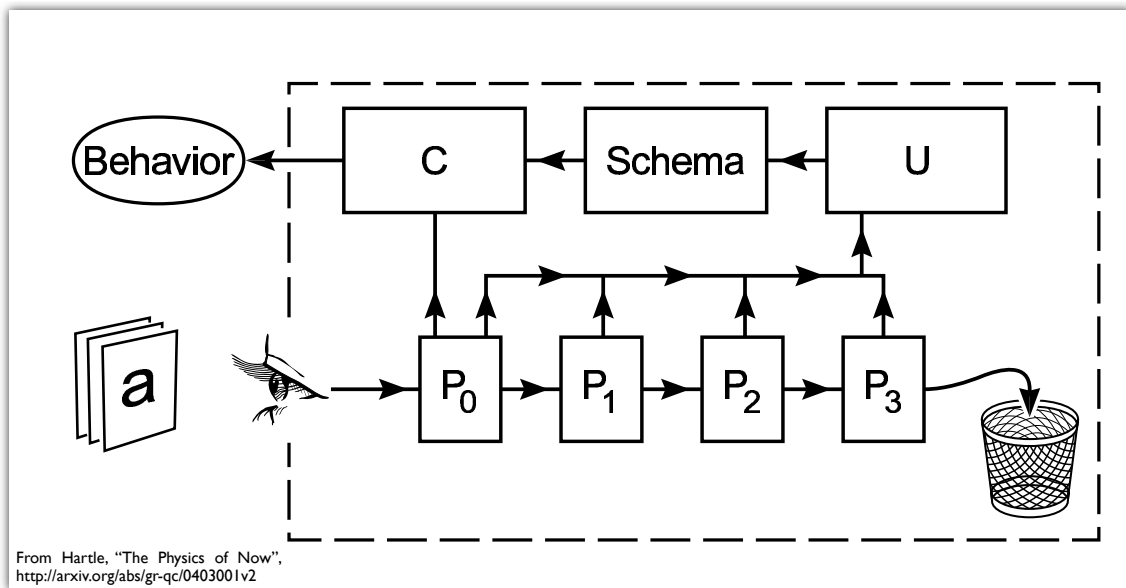 Behavior
C
Schema
U
a
P0
P1
P2
P3
From Hartle, “The Physics of Now”,
http://arxiv.org/abs/gr-qc/0403001v2